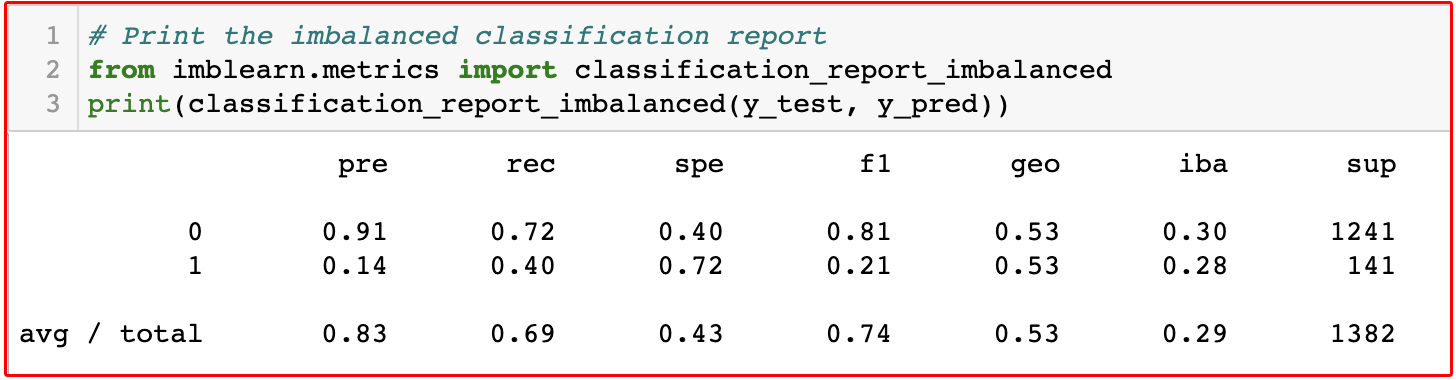 1 # Print the imbalanced classification report
2 from imblearn.metrics import classification_report_imbalanced
3 print(classification_report_imbalanced(y_test, y_pred))
pre rec spe f1 geo iba sup
0 0.91 0.72 0.40 0.81 0.53 0.30 1241
1 0.14 0.40 0.72 0.21 0.53 0.28 141
avg / total 0.83 0.69 0.43 0.74 0.53 0.29 1382